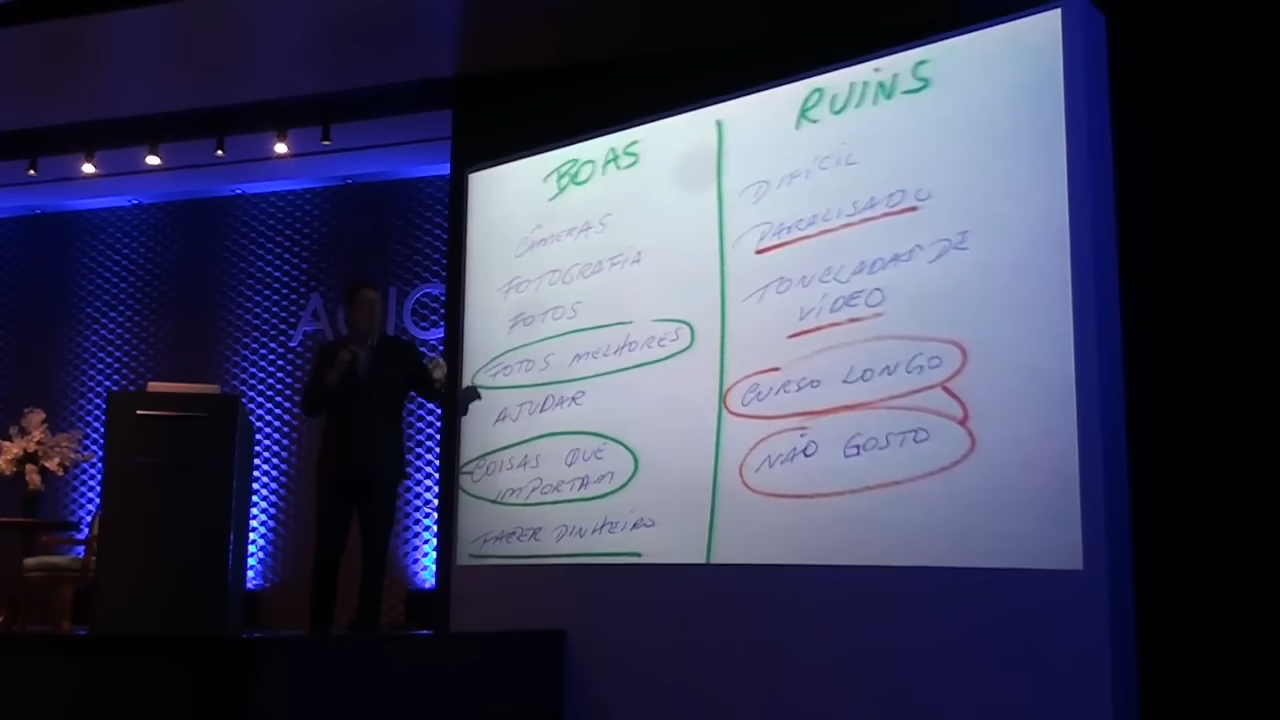 BOAS
CÂMERAS
FOTOGRAFIA
FOTOS
FOTOS MELHORES
AJUDAR
COISAS QUE
IMPORTAM
FAZER DINHEIRO
RUINS
DIFÍCIL
PARALISADO
TONELADAS DE
VÍDEO
CURSO LONGO
NÃO GOSTO